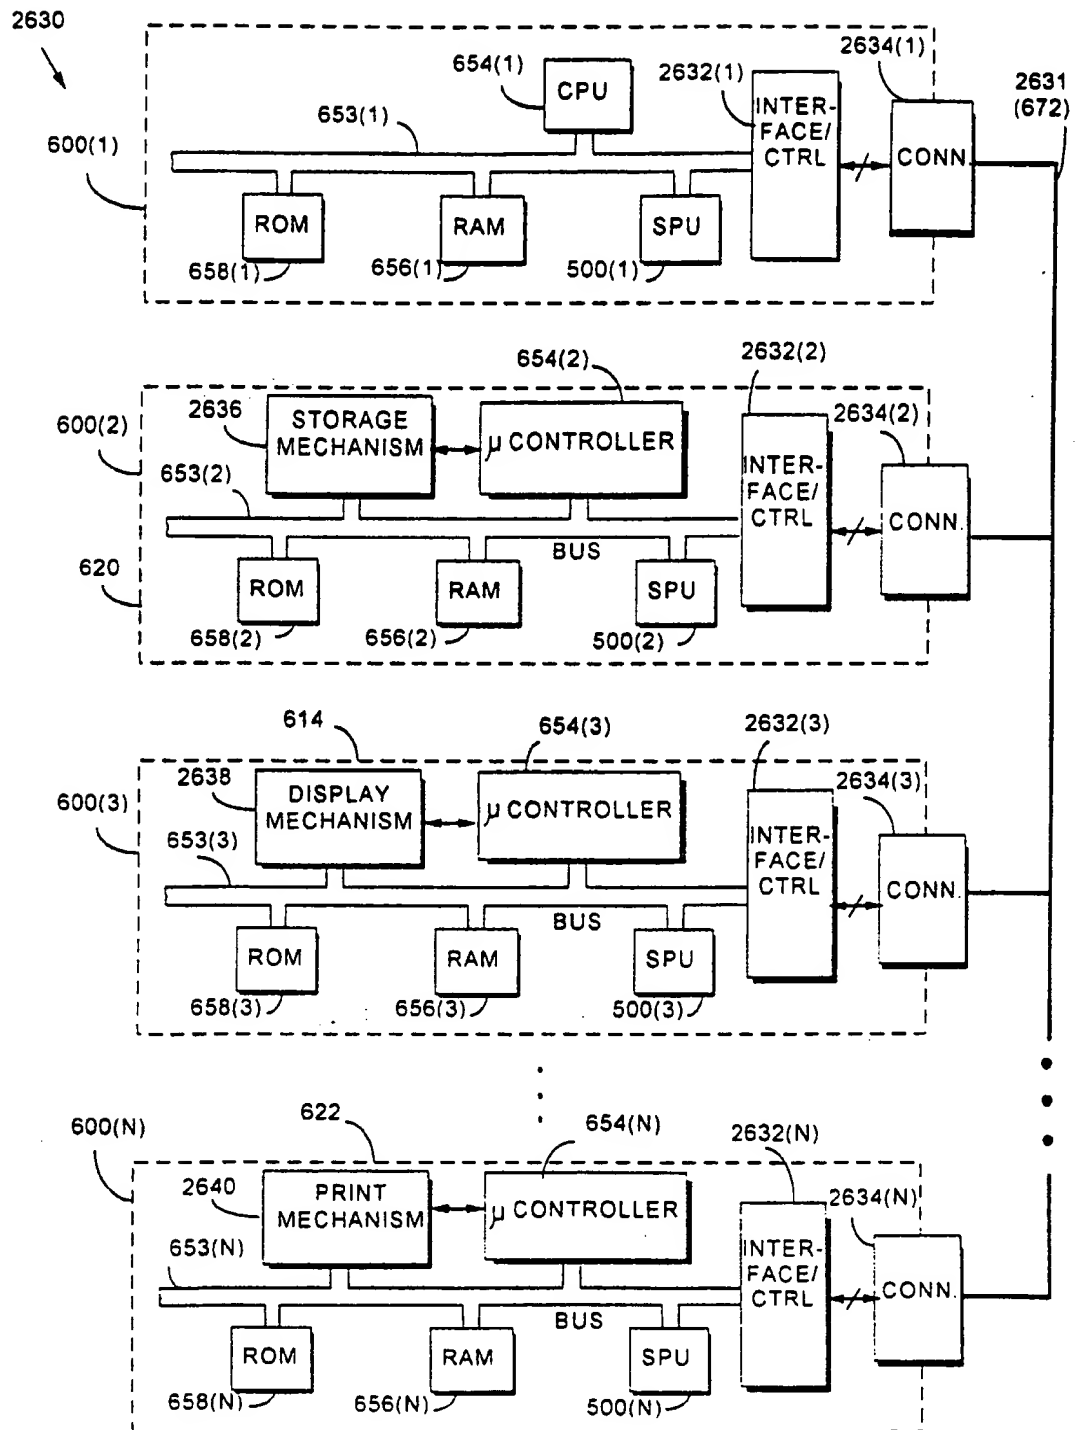 2630
2634(1)
654(1)
2632(1)
2631
(672)
CPU
INTER-
FACE/
CTRL
653(1)
600(1)
CONN.
ROM
RAM
SPU
658(1)
656(1)
500(1)
654(2)
2632(2)
2636
STORAGE
MECHANISM
µ CONTROLLER
2634(2)
600(2)
653(2)
INTER-
FACE/
CTRL
CONN.
BUS
620
ROM
RAM
SPU
658(2)
656(2)
500(2)
614
654(3)
2632(3)
2638
DISPLAY
MECHANISM
µ CONTROLLER
2634(3)
600(3)
653(3)
INTER-
FACE/
CTRL
CONN.
BUS
ROM
RAM
SPU
658(3)
656(3)
500(3)
622
654(N)
600(N)
2632(N)
2640
PRINT
MECHANISM
µ CONTROLLER
2634(N)
653(N)
INTER-
FACE/
CTRL
CONN.
BUS
ROM
RAM
SPU
658(N)
656(N)
500(N)